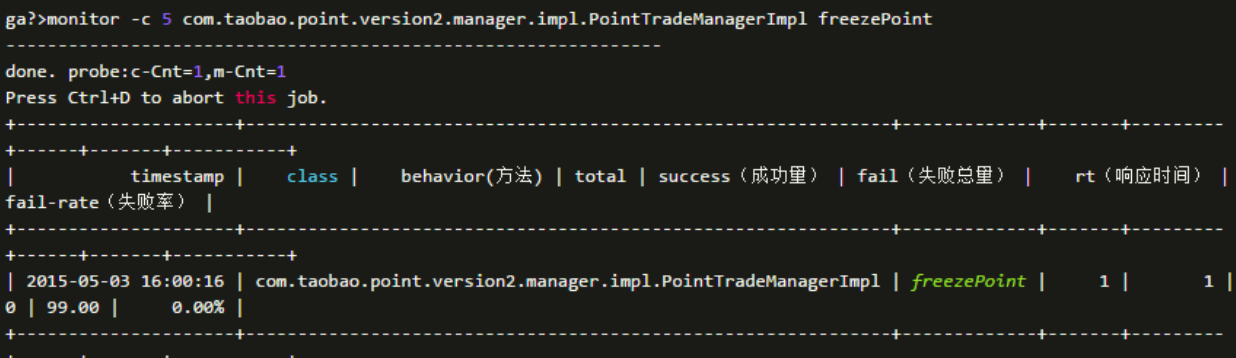 ga?>monitor -c 5 com.taobao.point.version2.manager.impl.PointTradeManagerImpl freezePoint
---------------------------------------------------------------
done. probe:c-Cnt=1,m-Cnt=1
Press Ctrl+D to abort this job.
+---------------------+--------------------------------------------------------------+-------------+-------+---------
+------+-------+-----------+
| timestamp | class | behavior(方法) | total | success（成功量） | fail（失败总量） | rt（响应时间） |
fail-rate（失败率） |
+---------------------+--------------------------------------------------------------+-------------+-------+---------
+------+-------+-----------+
| 2015-05-03 16:00:16 | com.taobao.point.version2.manager.impl.PointTradeManagerImpl | freezePoint | 1 | 1 |
0 | 99.00 | 0.00% |
+---------------------+--------------------------------------------------------------+-------------+-------+---------